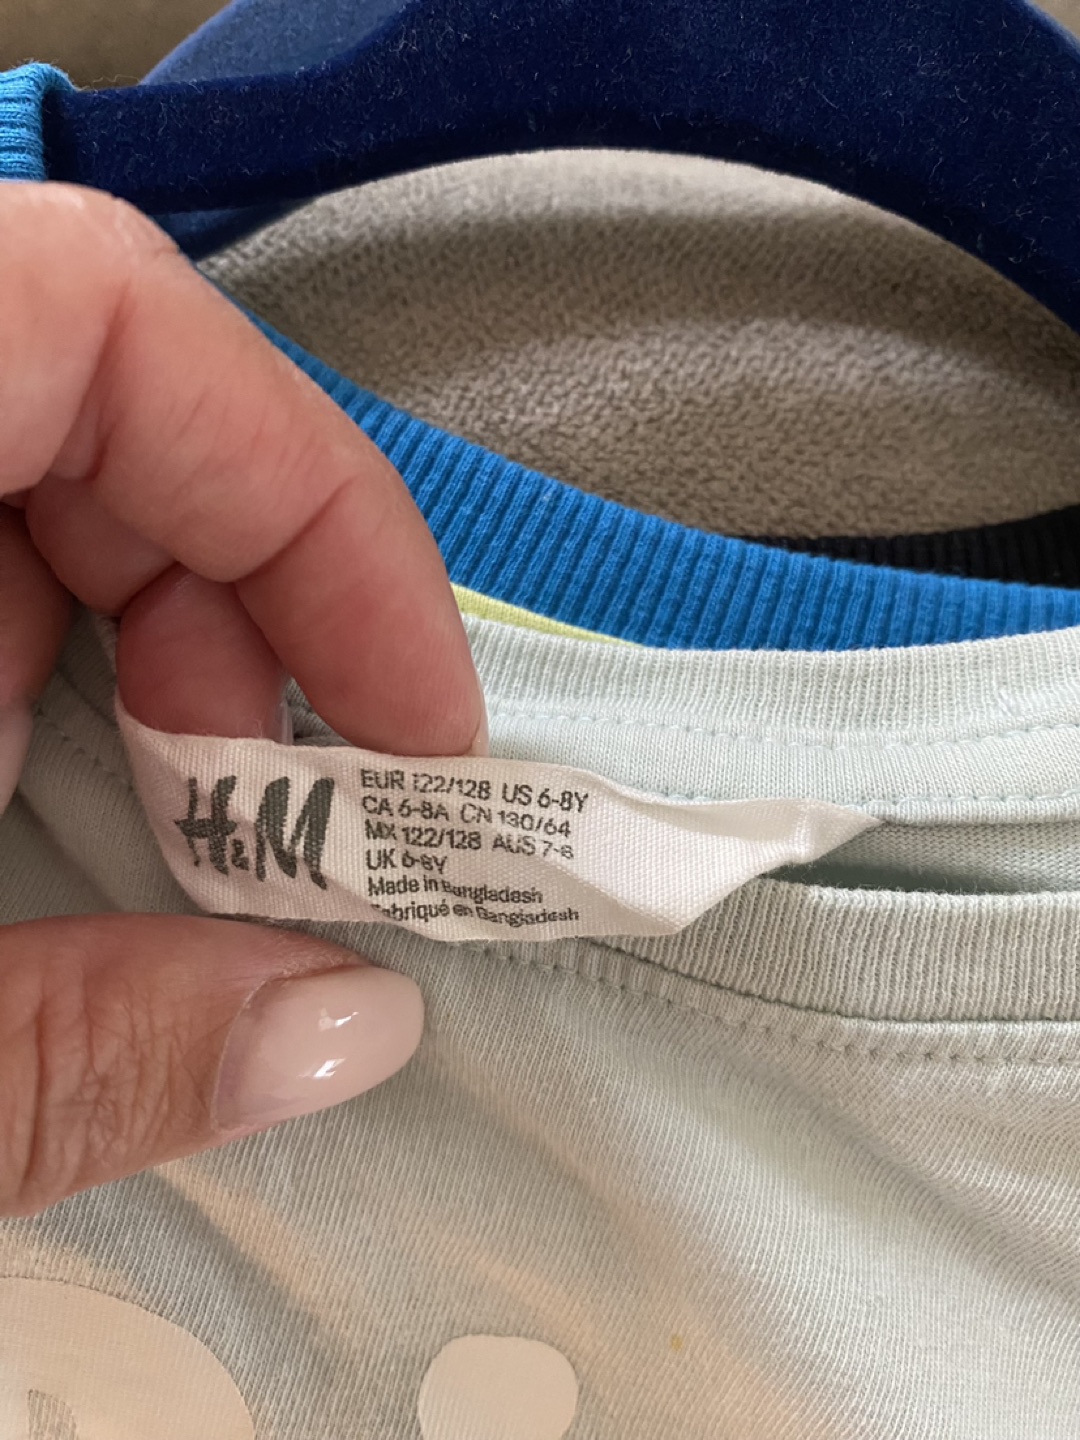 H&M
EUR 122/128 US 6-8Y
CA 6-8A CN 130/64
MX 122/128 AUS 7-8
UK 6-8Y
Made in Bangladesh
Fabriqué en Bangladesh